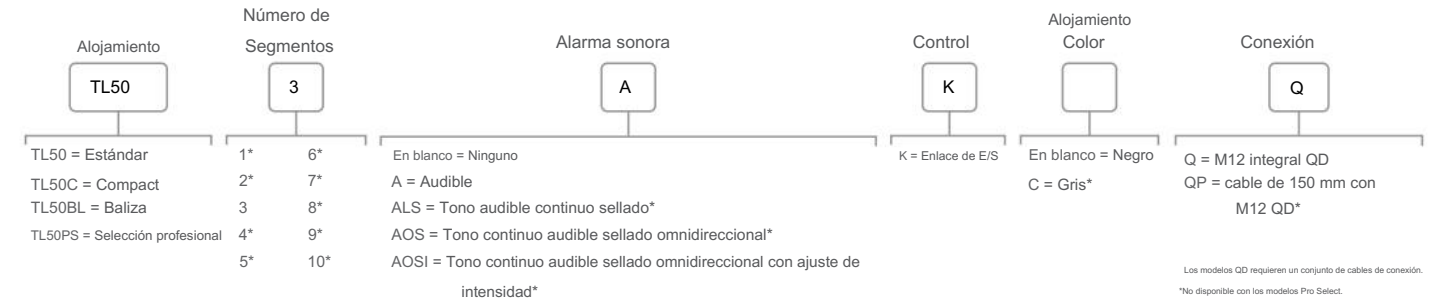 Alojamiento
TL50
TL50 = Estándar
TL50C = Compact
TL50BL = Baliza
TL50PS = Selección profesional
Número de
Segmentos
3
1* 6*
2* 7*
3 8*
4* 9*
5* 10*
Alarma sonora
A
En blanco = Ninguno
A = Audible
ALS = Tono audible continuo sellado*
AOS = Tono continuo audible sellado omnidireccional*
AOSI = Tono continuo audible sellado omnidireccional con ajuste de
intensidad*
Control
K
K = Enlace de E/S
Alojamiento
Color
En blanco = Negro
C = Gris*
Conexión
Q
Q = M12 integral QD
QP = cable de 150 mm con
M12 QD*
Los modelos QD requieren un conjunto de cables de conexión.
*No disponible con los modelos Pro Select.